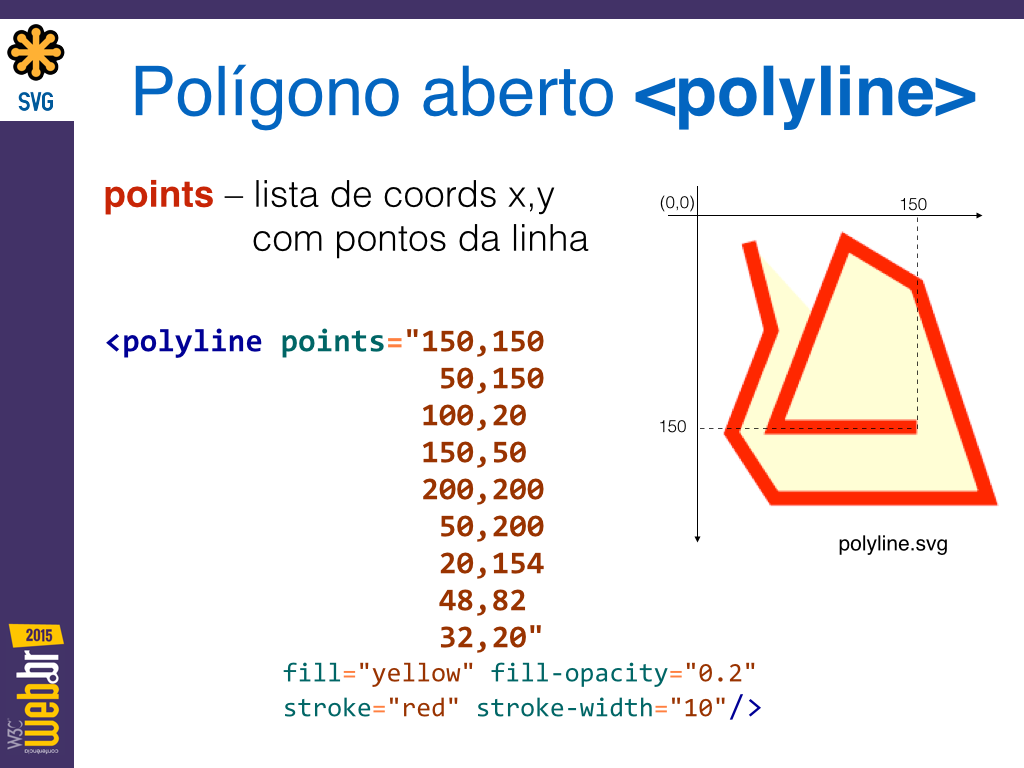 SVG
Polígono aberto <polyline>
points – lista de coords x,y
com pontos da linha
<polyline points="150,150
50,150
100,20
150,50
200,200
50,200
20,154
48,82
32,20"
fill="yellow" fill-opacity="0.2"
stroke="red" stroke-width="10"/>
(0,0)
150
150
polyline.svg
2015
W3C
web.br
conferência